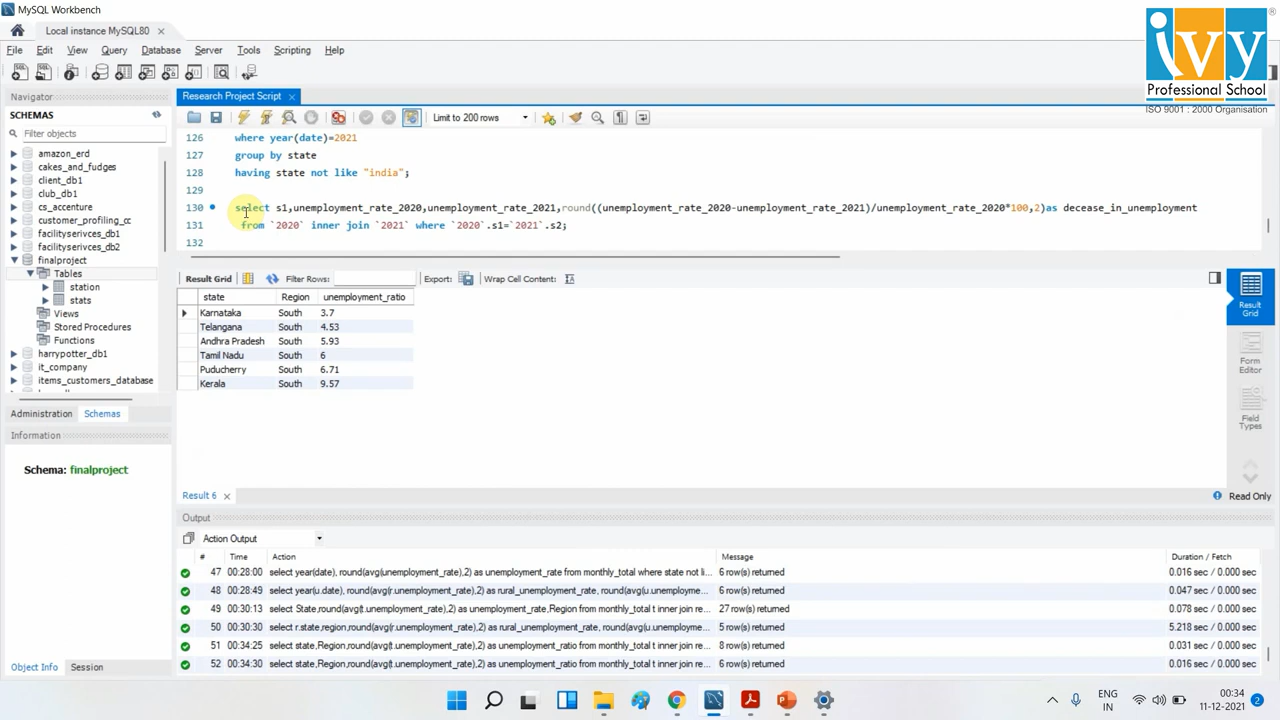 MySQL Workbench
Local instance MySQL80
File Edit View Query Database Server Tools Scripting Help
ivy
Professional School
ISO 9001 : 2000 Organisation
Navigator
SCHEMAS
Filter objects
amazon_erd
cakes_and_fudges
client_db1
club_db1
cs_accenture
customer_profiling_cc
facilityserivces_db1
facilityservices_db2
finalproject
Tables
station
stats
Views
Stored Procedures
Functions
harrypotter_db1
it_company
items_customers_database
Administration Schemas
Information
Schema: finalproject
Object Info Session
Research Project Script
Limit to 200 rows
126 where year(date)=2021
127 group by state
128 having state not like "india";
129
130 select s1,unemployment_rate_2020,unemployment_rate_2021,round((unemployment_rate_2020-unemployment_rate_2021)/unemployment_rate_2020*100,2)as decease_in_unemployment
131 from `2020` inner join `2021` where `2020`.s1=`2021`.s2;
132
Result Grid Filter Rows: Export: Wrap Cell Content:
state Region unemployment_ratio
Karnataka South 3.7
Telangana South 4.53
Andhra Pradesh South 5.93
Tamil Nadu South 6
Puducherry South 6.71
Kerala South 9.57
Result Grid
Form Editor
Field Types
Result 6 Read Only
Output
Action Output
# Time Action Message Duration / Fetch
47 00:28:00 select year(date), round(avg(unemployment_rate),2) as unemployment_rate from monthly_total where state not li... 6 row(s) returned 0.016 sec / 0.000 sec
48 00:28:49 select year(u.date), round(avg(r.unemployment_rate),2) as rural_unemployment_rate, round(avg(u.unemployme... 6 row(s) returned 0.047 sec / 0.000 sec
49 00:30:13 select State,round(avg(t.unemployment_rate),2) as unemployment_rate,Region from monthly_total t inner join re... 27 row(s) returned 0.078 sec / 0.000 sec
50 00:30:30 select r.state,region,round(avg(r.unemployment_rate),2) as rural_unemployment_rate, round(avg(u.unemployme... 5 row(s) returned 5.218 sec / 0.000 sec
51 00:34:25 select state,Region,round(avg(t.unemployment_rate),2) as unemployment_ratio from monthly_total t inner join re... 8 row(s) returned 0.031 sec / 0.000 sec
52 00:34:30 select state,Region,round(avg(t.unemployment_rate),2) as unemployment_ratio from monthly_total t inner join re... 6 row(s) returned 0.016 sec / 0.000 sec
ENG
IN
00:34
11-12-2021
2